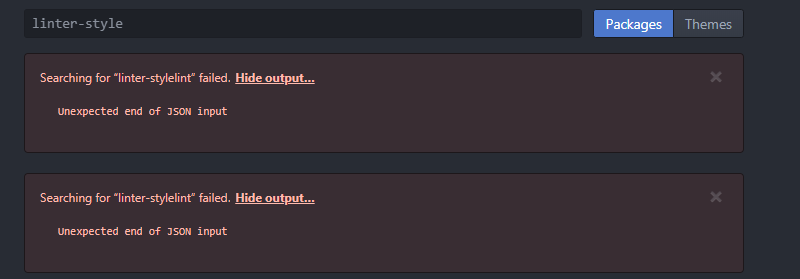 linter-style
Packages
Themes
Searching for “linter-stylelint” failed. Hide output...
Unexpected end of JSON input
Searching for “linter-stylelint” failed. Hide output...
Unexpected end of JSON input